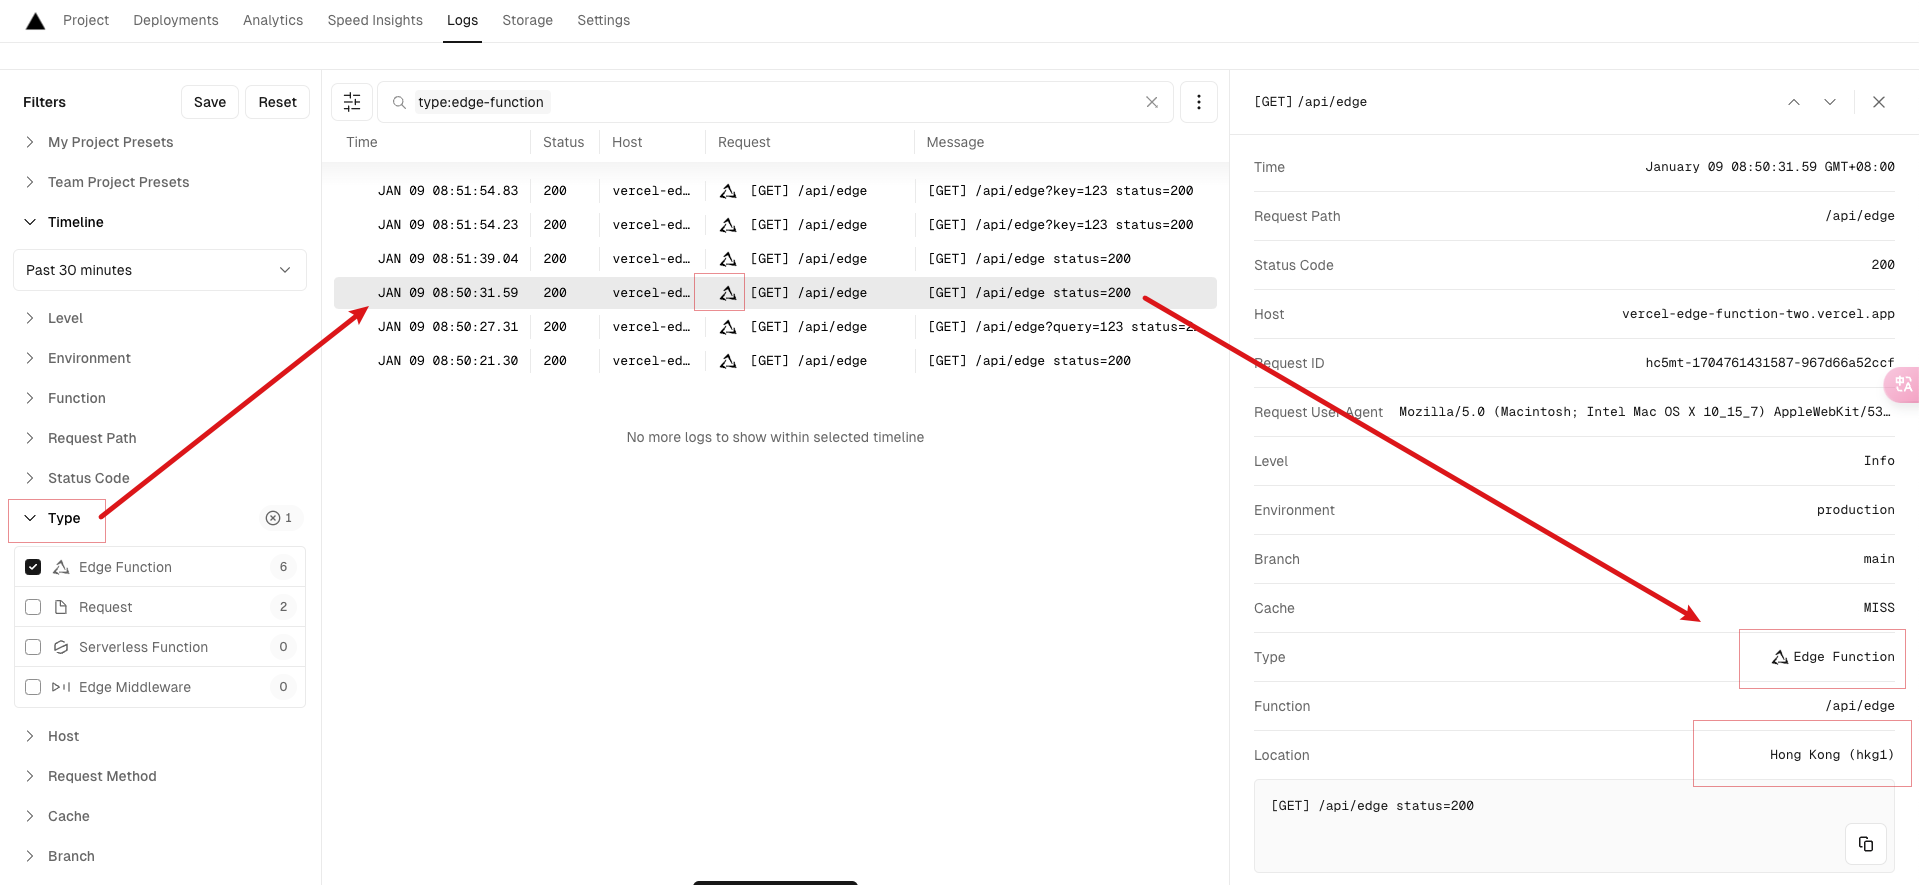 Project Deployments Analytics Speed Insights Logs Storage Settings
Filters Save Reset
My Project Presets
Team Project Presets
Timeline
Past 30 minutes
Level
Environment
Function
Request Path
Status Code
Type 1
Edge Function 6
Request 2
Serverless Function 0
Edge Middleware 0
Host
Request Method
Cache
Branch
type:edge-function
Time Status Host Request Message
JAN 09 08:51:54.83 200 vercel-ed… [GET] /api/edge [GET] /api/edge?key=123 status=200
JAN 09 08:51:54.23 200 vercel-ed… [GET] /api/edge [GET] /api/edge?key=123 status=200
JAN 09 08:51:39.04 200 vercel-ed… [GET] /api/edge [GET] /api/edge status=200
JAN 09 08:50:31.59 200 vercel-ed… [GET] /api/edge [GET] /api/edge status=200
JAN 09 08:50:27.31 200 vercel-ed… [GET] /api/edge [GET] /api/edge?query=123 status=2…
JAN 09 08:50:21.30 200 vercel-ed… [GET] /api/edge [GET] /api/edge status=200
No more logs to show within selected timeline
[GET] /api/edge
Time January 09 08:50:31.59 GMT+08:00
Request Path /api/edge
Status Code 200
Host vercel-edge-function-two.vercel.app
Request ID hc5mt-1704761431587-967d66a52ccf
Request User Agent Mozilla/5.0 (Macintosh; Intel Mac OS X 10_15_7) AppleWebKit/53…
Level Info
Environment production
Branch main
Cache MISS
Type Edge Function
Function /api/edge
Location Hong Kong (hkg1)
[GET] /api/edge status=200